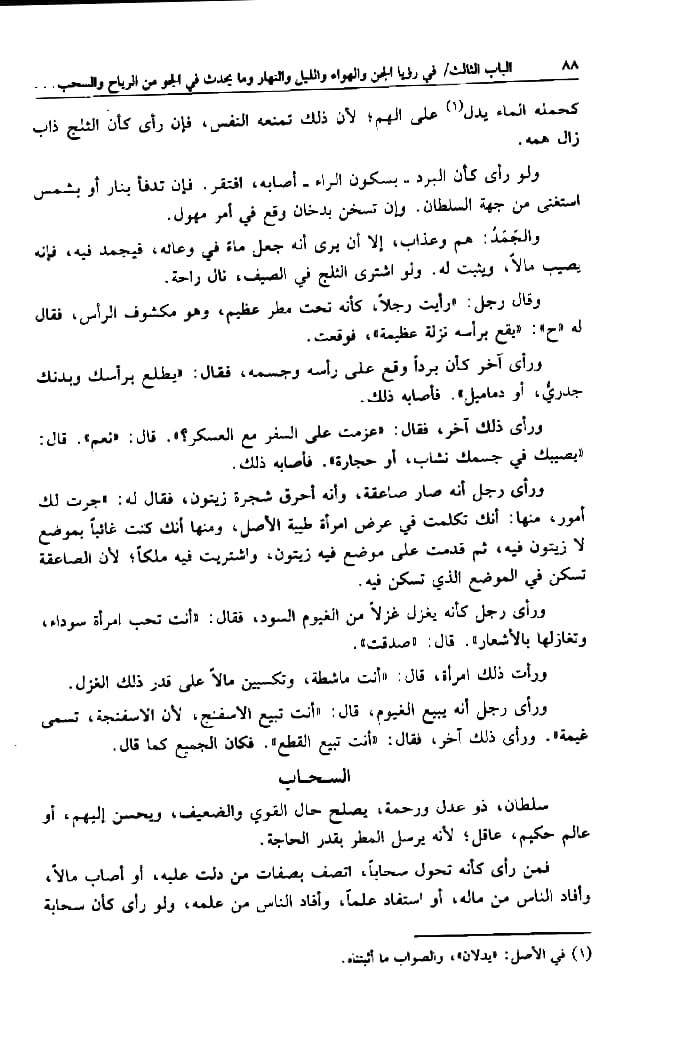 ٨٨ الباب الثالث/ في رؤيا الجن والهواء والليل والنهار وما يحدث في الجو من الرياح والسحب . . .
كحمله الماء يدل(١) على الهم؛ لأن ذلك تمنعه النفس، فإن رأى كأن الثلج ذاب
زال همه.
ولو رأى كأن البرد ـ بسكون الراء ـ أصابه، افتقر. فإن تدفأ بنار أو بشمس
استغنى من جهة السلطان. وإن تسخن بدخان وقع في أمر مهول.
والجَمَدُ: هم وعذاب، إلا أن يرى أنه جعل ماءً في وعائه، فيجمد فيه، فإنه
يصيب مالاً، ويثبت له. ولو اشترى الثلج في الصيف، نال راحة.
وقال رجل: «رأيت رجلاً، كأنه تحت مطر عظيم، وهو مكشوف الرأس، فقال
له «ح»: «يقع برأسه نزلة عظيمة»، فوقعت.
ورأى آخر كأن برداً وقع على رأسه وجسمه، فقال: «يطلع برأسك وبدنك
جدريٌ، أو دماميل». فأصابه ذلك.
ورأى ذلك آخر، فقال: «عزمت على السفر مع العسكر؟». قال: «نعم». قال:
«يصيبك في جسمك نشاب، أو حجارة». فأصابه ذلك.
ورأى رجل أنه صار صاعقة، وأنه أحرق شجرة زيتون، فقال له: «جرت لك
أمور، منها: أنك تكلمت في عرض امرأة طيبة الأصل، ومنها أنك كنت غائباً بموضع
لا زيتون فيه، ثم قدمت على موضع فيه زيتون، واشتريت فيه ملكاً؛ لأن الصاعقة
تسكن في الموضع الذي تسكن فيه.
ورأى رجل كأنه يغزل غزلاً من الغيوم السود، فقال: «أنت تحب امرأة سوداء،
وتغازلها بالأشعار». قال: «صدقت».
ورأت ذلك امرأة، قال: «أنت ماشطة، وتكسبين مالاً على قدر ذلك الغزل.
ورأى رجل أنه يبيع الغيوم، قال: «أنت تبيع الاسفنج، لأن الاسفنجة، تسمى
غيمة». ورأى ذلك آخر، فقال: «أنت تبيع القطع». فكان الجميع كما قال.
السحاب
سلطان، ذو عدل ورحمة، يصلح حال القوي والضعيف، ويحسن إليهم، أو
عالم حكيم، عاقل؛ لأنه يرسل المطر بقدر الحاجة.
فمن رأى كأنه تحول سحاباً، اتصف بصفات من دلت عليه، أو أصاب مالاً،
وأفاد الناس من ماله، أو استفاد علماً، وأفاد الناس من علمه، ولو رأى كأن سحابة
(١) في الأصل: «يدلان»، والصواب ما أثبتناه.